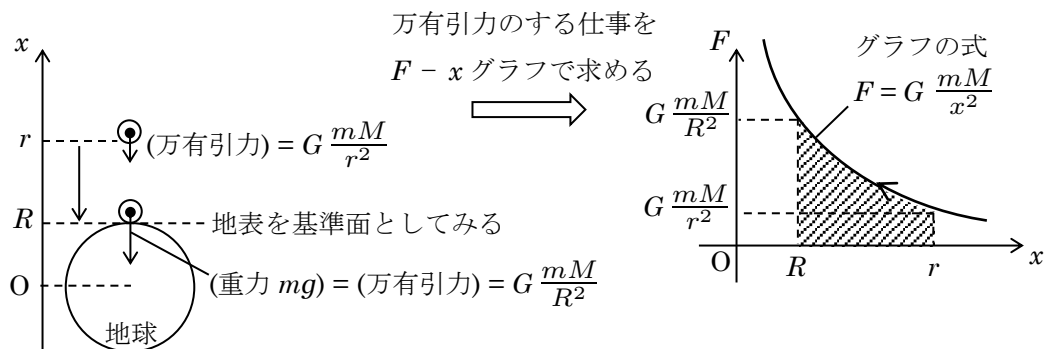 x
r
(万有引力) = G mM/r²
R
地表を基準面としてみる
O
(重力 mg) = (万有引力) = G mM/R²
地球
万有引力のする仕事を
F − x グラフで求める
F
グラフの式
F = G mM/x²
G mM/R²
G mM/r²
O
R
r
x